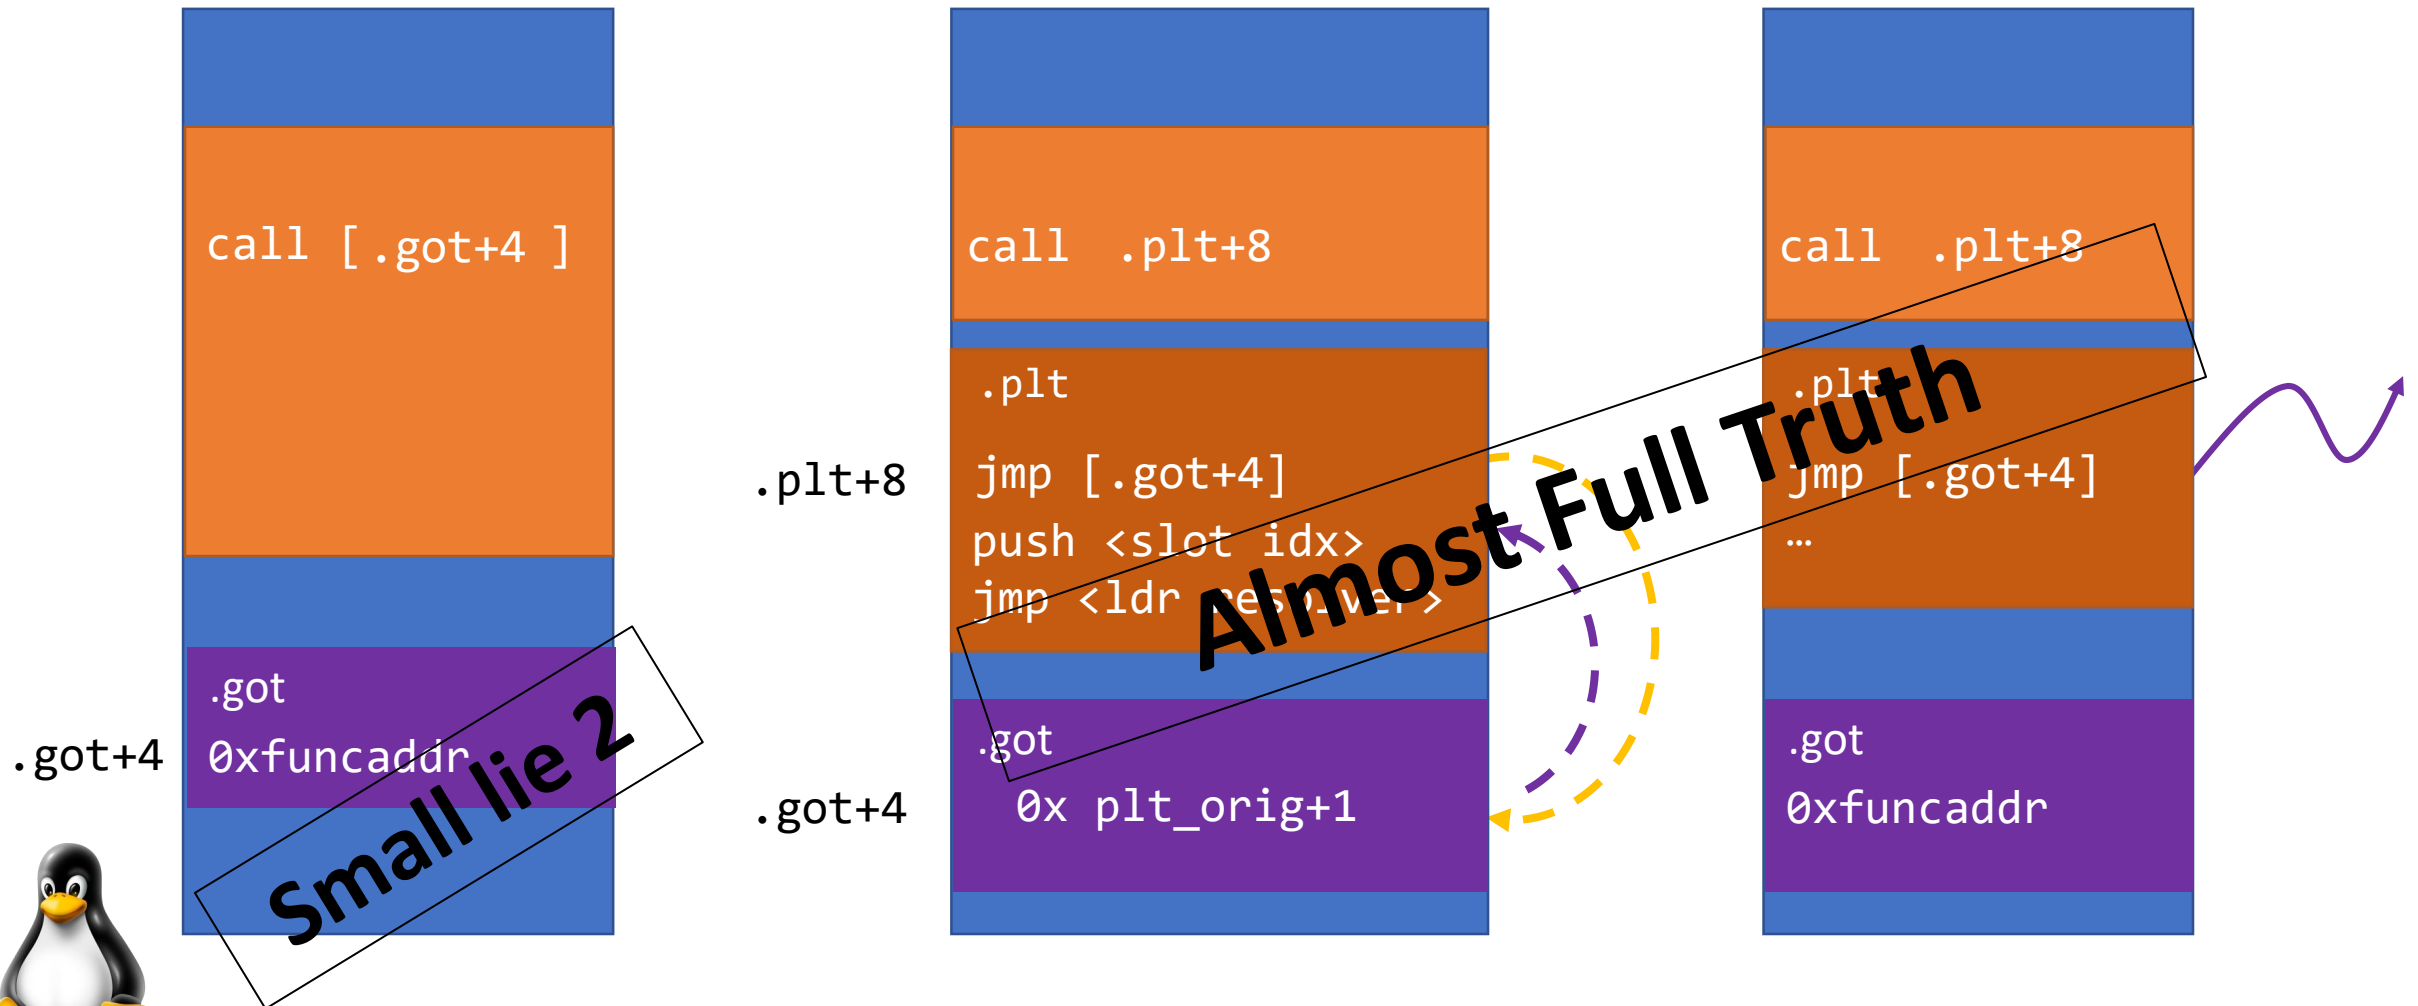 call [ .got+4 ]
.got
.got+4
0xfuncaddr
Small lie 2
call .plt+8
.plt
.plt+8
jmp [.got+4]
push <slot idx>
jmp <ldr resolver>
.got
.got+4
0x plt_orig+1
Almost Full Truth
call .plt+8
.plt
jmp [.got+4]
…
.got
0xfuncaddr